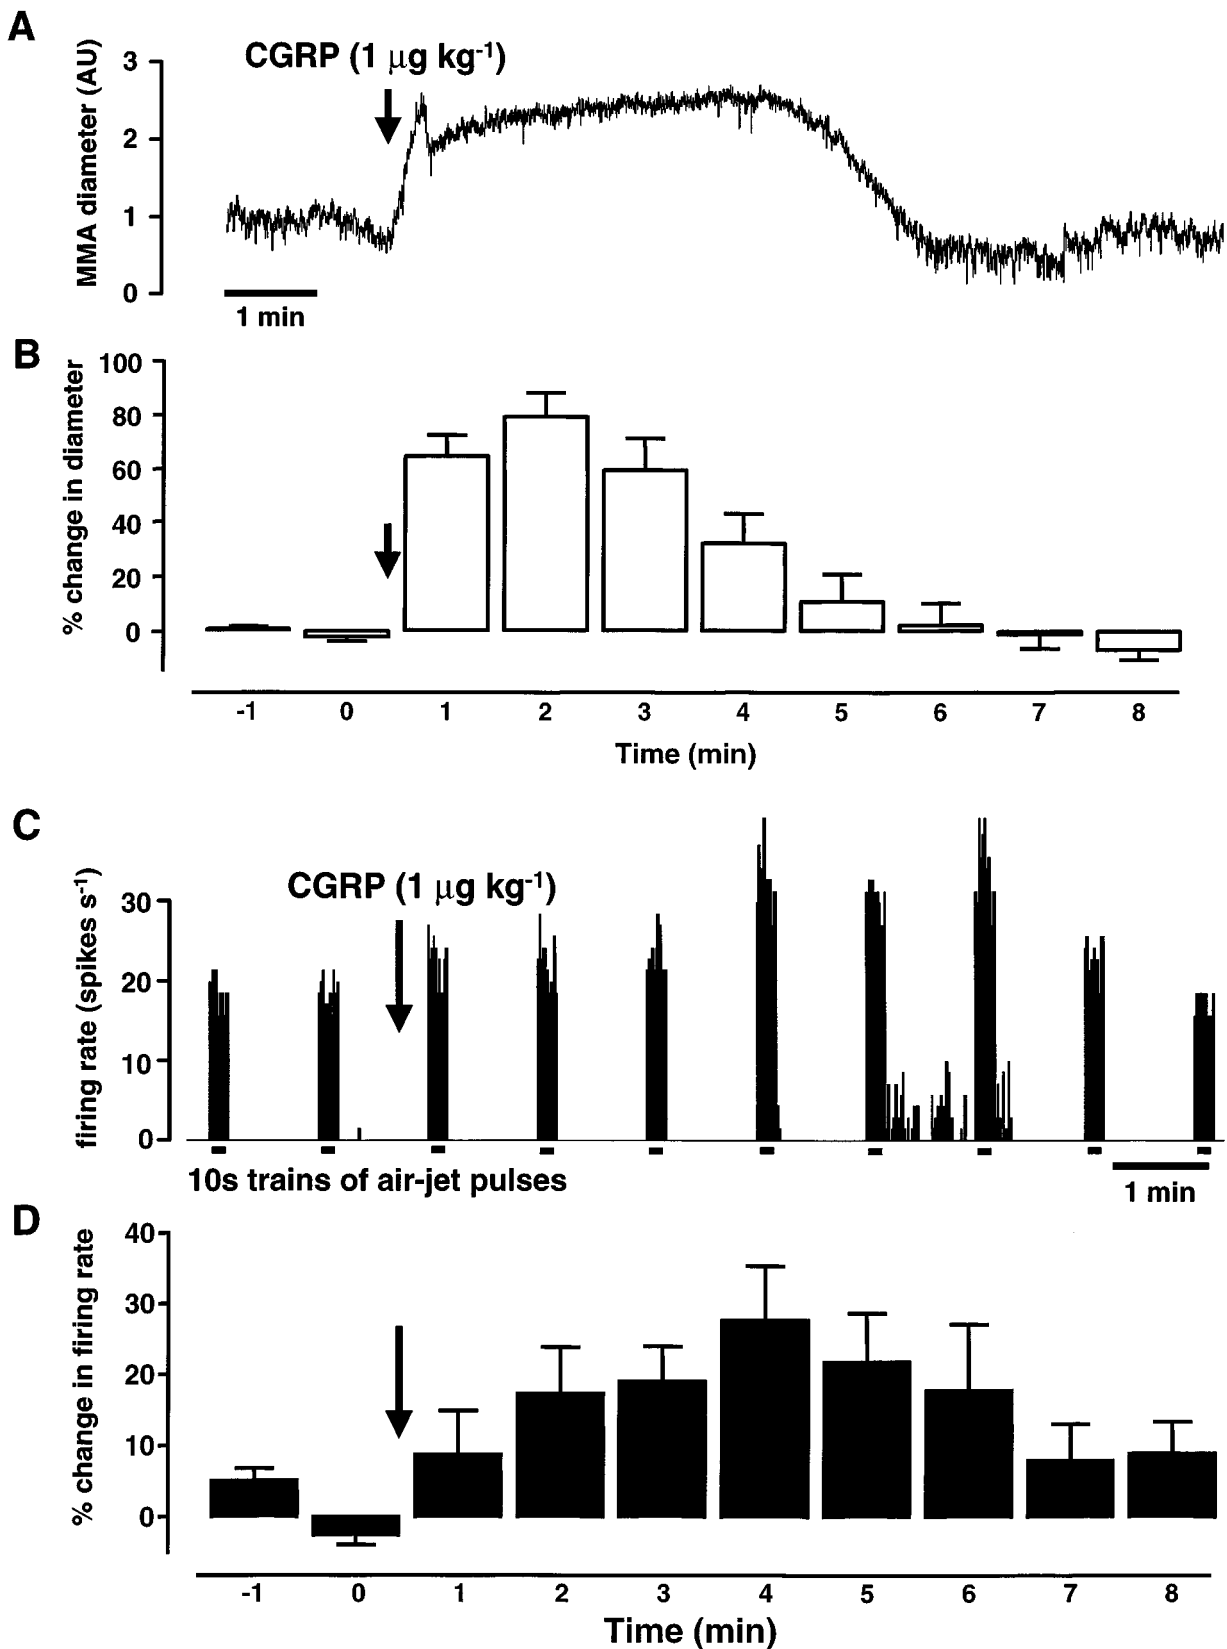 A
CGRP (1 μg kg-1)
MMA diameter (AU)
3
2
1
0
1 min
B
% change in diameter
100
80
60
40
20
0
-1 0 1 2 3 4 5 6 7 8
Time (min)
C
CGRP (1 μg kg-1)
firing rate (spikes s-1)
30
20
10
0
10s trains of air-jet pulses
1 min
D
% change in firing rate
40
30
20
10
0
-1 0 1 2 3 4 5 6 7 8
Time (min)